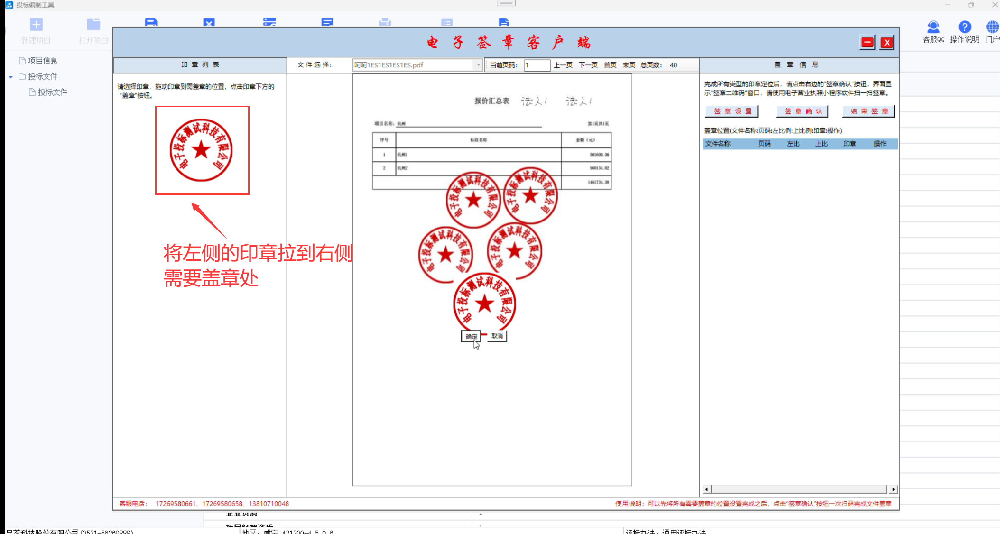 投标编制工具
新建项目
打开项目
客服QQ
操作说明
门户
电子签章客户端
项目信息
投标文件
投标文件
印章列表
请选择印章，拖动印章到需盖章的位置，点击印章下方的
“盖章”按钮。
电子投标测试科技有限公司
将左侧的印章拉到右侧
需要盖章处
文件选择：
呵呵1ES1ES1ES1ES.pdf
当前页码：
1
上一页 下一页 首页 末页 总页数： 40
报价汇总表 法人1 法人1
项目名称：杭州
第1页共1页
序号 标段名称 金额（元）
1 杭州1 501600.36
2 杭州2 960134.02
1461734.38
电子投标测试科技有限公司
电子投标测试科技有限公司
电子投标测试科技有限公司
电子投标测试科技有限公司
电子投标测试科技有限公司
确定 取消
盖章信息
完成所有类型的印章定位后，请点击右边的“签章确认”按钮，界面显
示“签章二维码”窗口，请使用电子营业执照小程序软件扫一扫签章。
签章设置 签章确认 结束签章
盖章位置(文件名称:页码:左比例:上比例:印章:操作)
文件名称 页码 左比 上比 印章 操作
客服电话： 17269580661、17269580658、13810710048
使用说明：可以先将所有需要盖章的位置设置完成之后，点击“签章确认”按钮一次扫码完成文件盖章
企业资质 1
项目经理资质 1
品茗科技股份有限公司(0571-56260889)
地区：咸宁 421200-4.5.0.6
评标办法：通用评标办法